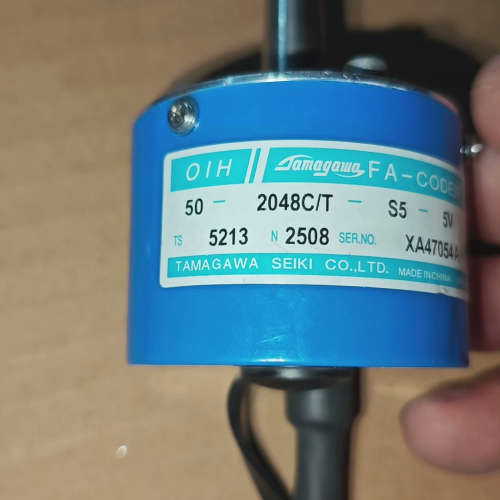 OIH Tamagawa FA-CODE
50 - 2048C/T - S5 - 5V
TS 5213 N 2508 SER.NO. XA47054
TAMAGAWA SEIKI CO.,LTD. MADE IN CHINA